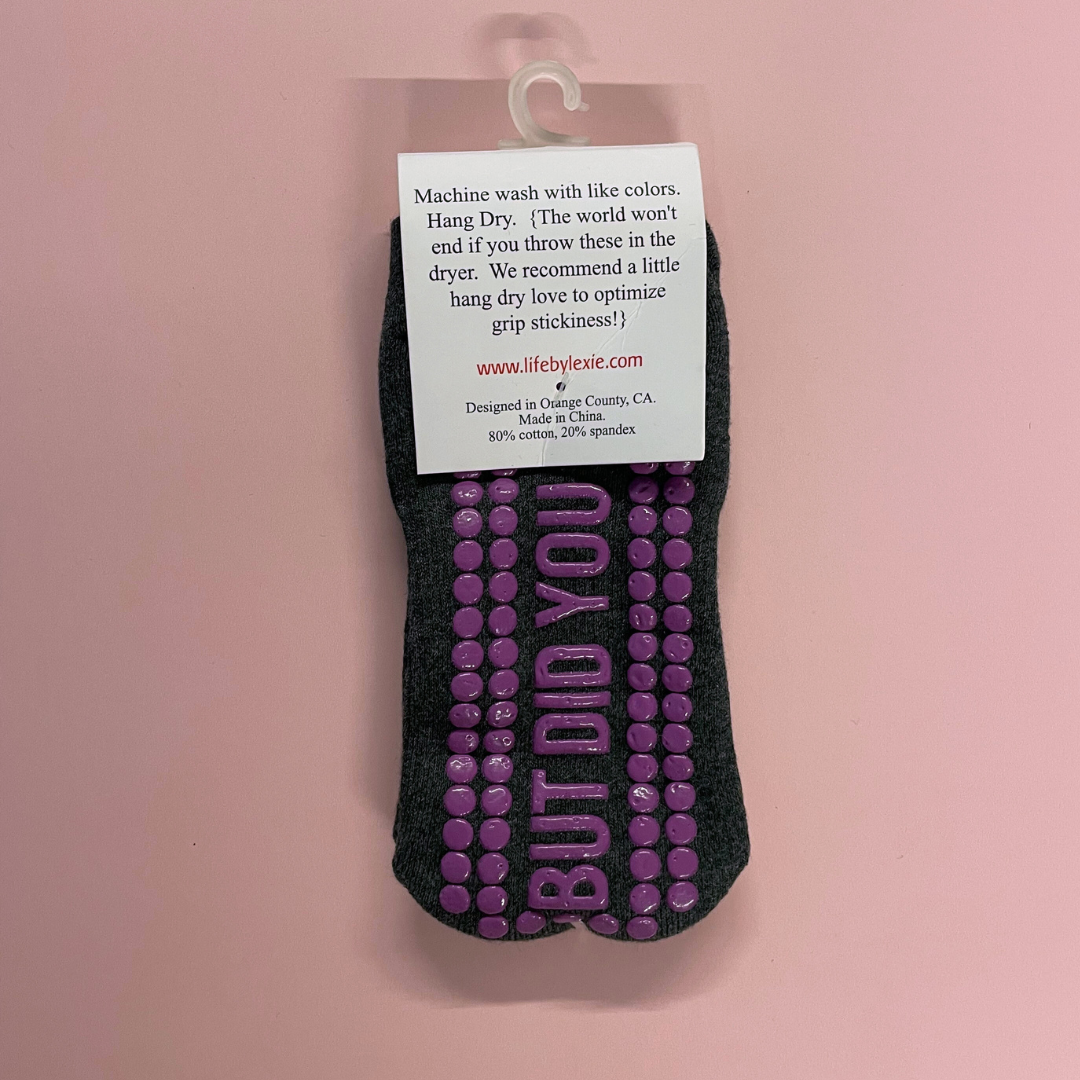 Machine wash with like colors.
Hang Dry.  {The world won't
end if you throw these in the
dryer.  We recommend a little
hang dry love to optimize
grip stickiness!}
www.lifebylexie.com
Designed in Orange County, CA.
Made in China.
80% cotton, 20% spandex
BUT DID YOU